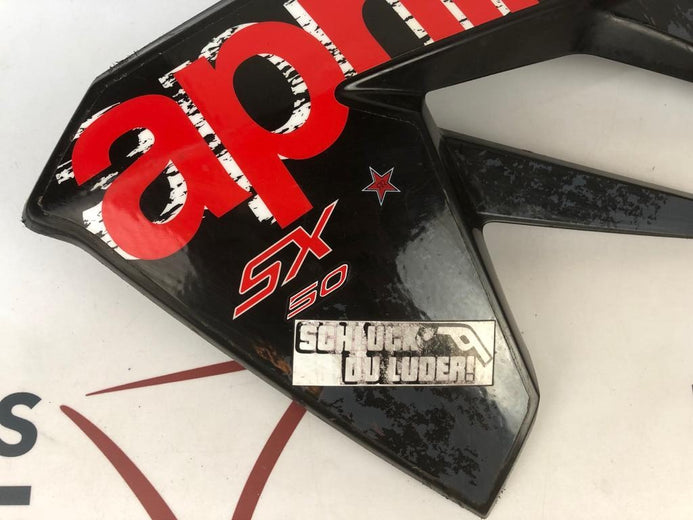 april
SX
50
SCHLUCK
DU LUDER!
S